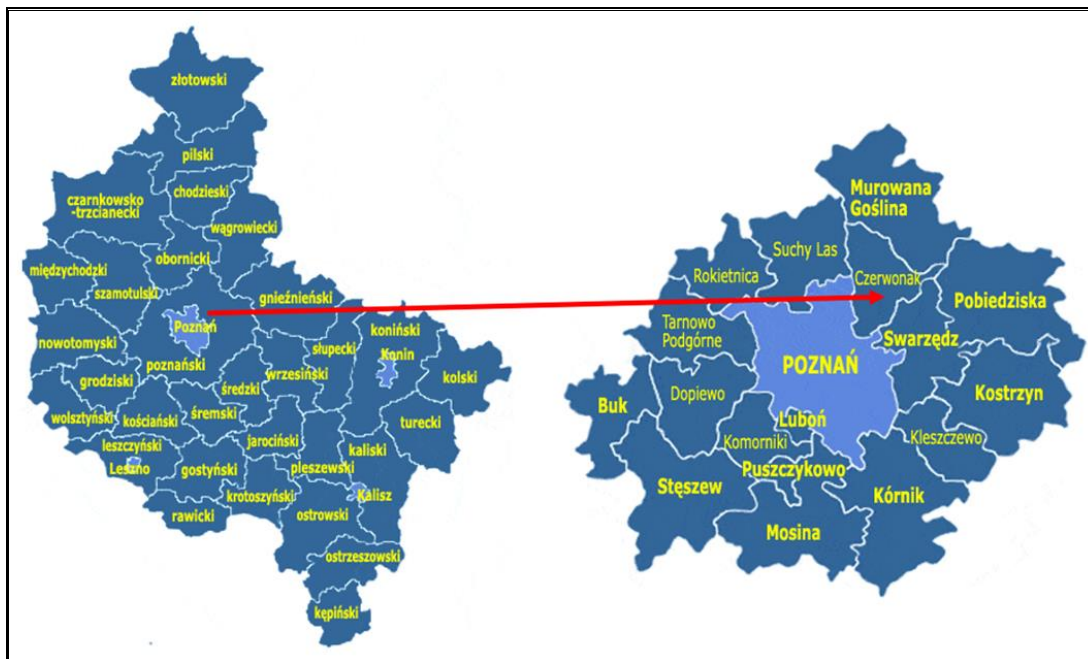 złotowski
pilski
chodzieski
czarnkowsko
-trzcianecki
wągrowiecki
obornicki
międzychodzki
szamotulski
gnieźnieński
Poznań
koniński
nowotomyski
słupecki
Konin
poznański
grodziski
wrzesiński
kolski
średzki
wolsztyński
kościański
śremski
turecki
leszczyński
jarociński
kaliski
Leszno
gostyński
pleszewski
krotoszyński
Kalisz
rawicki
ostrowski
ostrzeszowski
kępiński
Murowana
Goślina
Suchy Las
Rokietnica
Czerwonak
Pobiedziska
Tarnowo
Podgórne
Swarzędz
POZNAŃ
Buk
Dopiewo
Kostrzyn
Luboń
Komorniki
Kleszczewo
Puszczykowo
Stęszew
Kórnik
Mosina